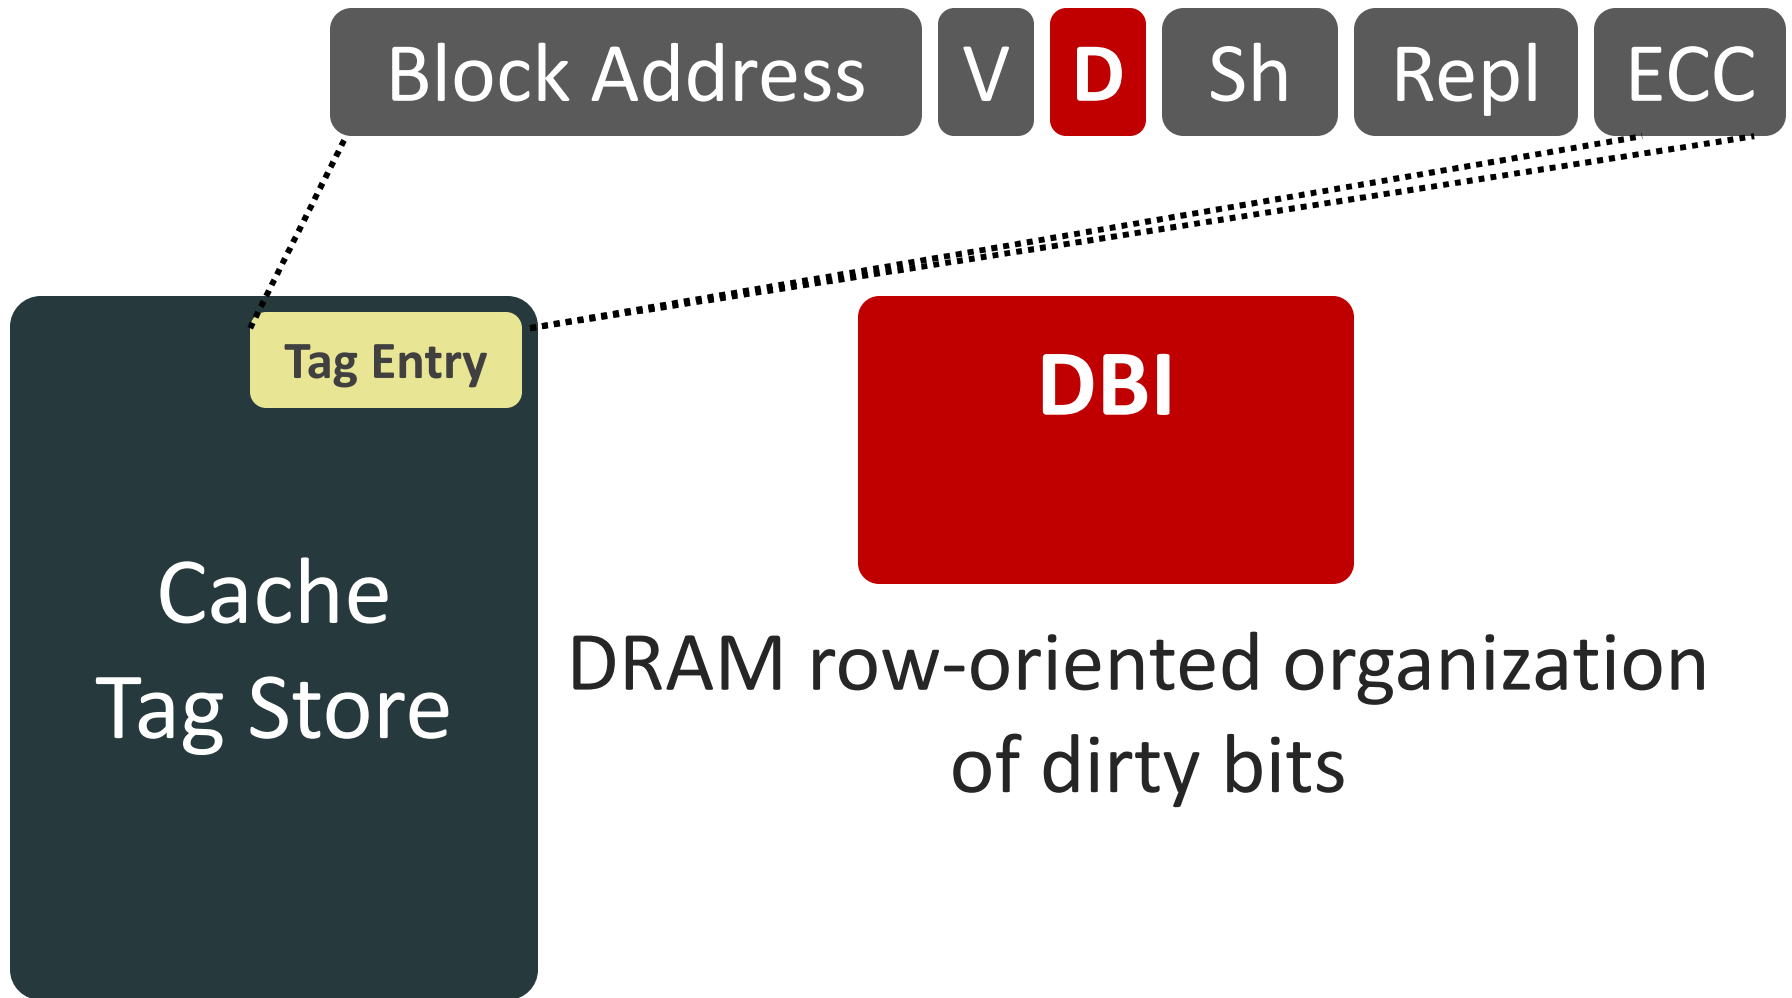 Block Address V D Sh Repl ECC
Tag Entry
DBI
Cache
Tag Store
DRAM row-oriented organization
of dirty bits